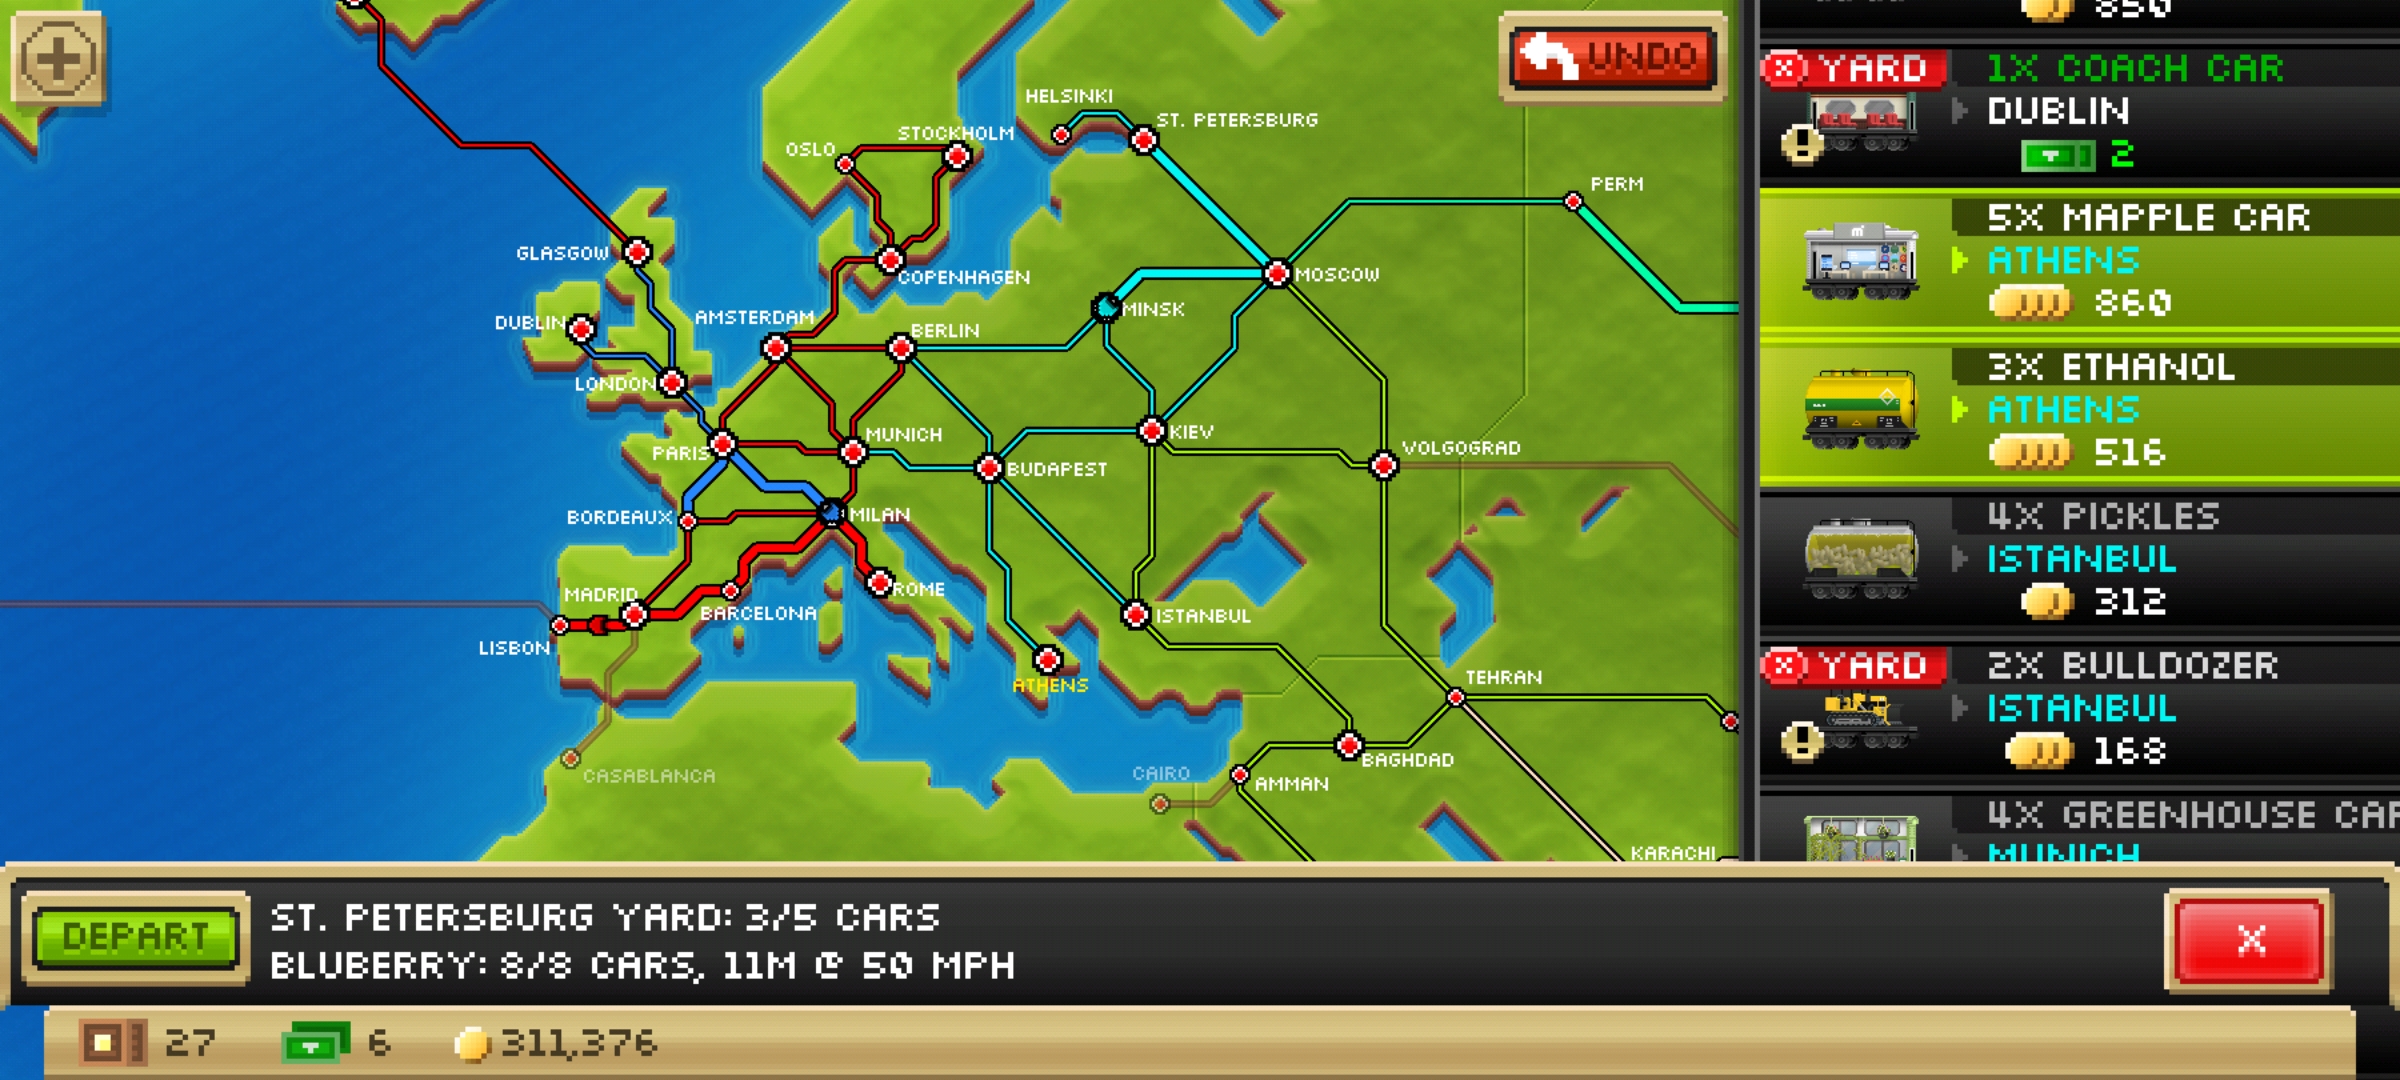 UNDO
HELSINKI
ST. PETERSBURG
STOCKHOLM
OSLO
PERM
GLASGOW
COPENHAGEN
MOSCOW
DUBLIN
AMSTERDAM
BERLIN
MINSK
LONDON
PARIS
MUNICH
KIEV
VOLGOGRAD
BUDAPEST
BORDEAUX
MILAN
MADRID
BARCELONA
ROME
ISTANBUL
LISBON
ATHENS
TEHRAN
CASABLANCA
CAIRO
AMMAN
BAGHDAD
KARACHI
850
YARD
1X COACH CAR
DUBLIN
2
5X MAPPLE CAR
ATHENS
860
3X ETHANOL
ATHENS
516
4X PICKLES
ISTANBUL
312
YARD
2X BULLDOZER
ISTANBUL
168
4X GREENHOUSE CAR
MUNICH
DEPART
ST. PETERSBURG YARD: 3/5 CARS
BLUBERRY: 8/8 CARS, 11M @ 50 MPH
X
27
6
311,376